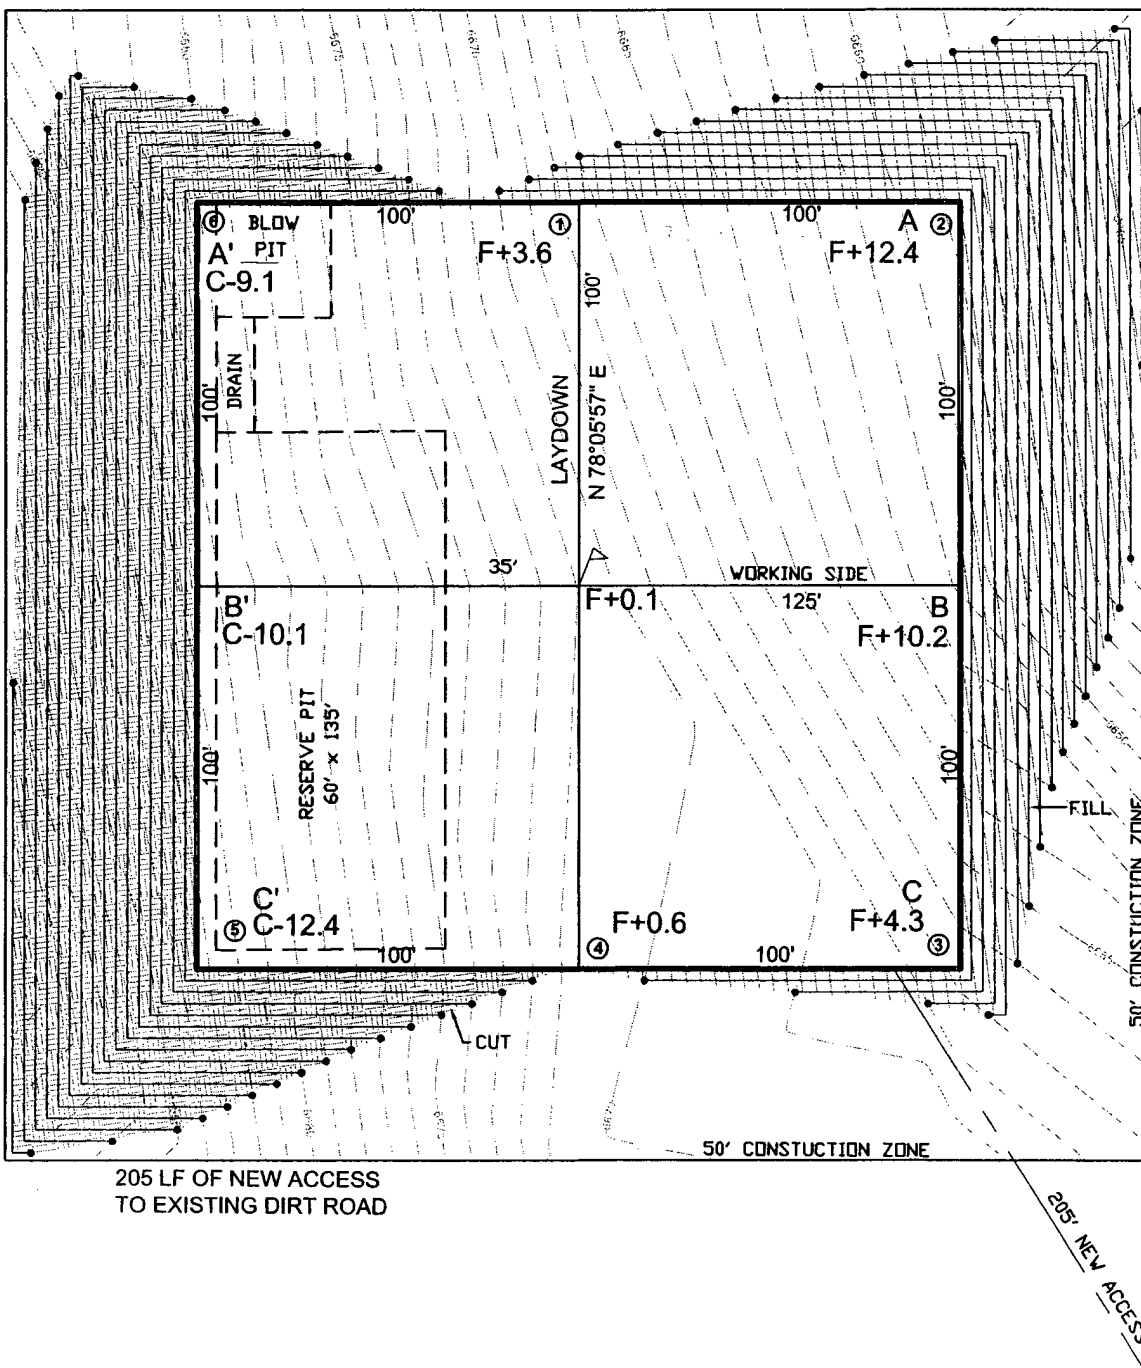 6675
6660
100'
100'
⑥ BLOW
PIT
①
A ②
A'
C-9.1
F+3.6
F+12.4
100'
DRAIN
100'
100'
LAYDOWN
N 78°05'57" E
35'
WORKING SIDE
125'
F+0.1
B'
C-10.1
B
F+10.2
RESERVE PIT
60' x 135'
100'
100'
6650
FILL
50' CONSTUCTION ZONE
C'
⑤ C-12.4
F+0.6
C
F+4.3
100'
④
100'
③
CUT
50' CONSTUCTION ZONE
205 LF OF NEW ACCESS
TO EXISTING DIRT ROAD
205' NEW ACCESS